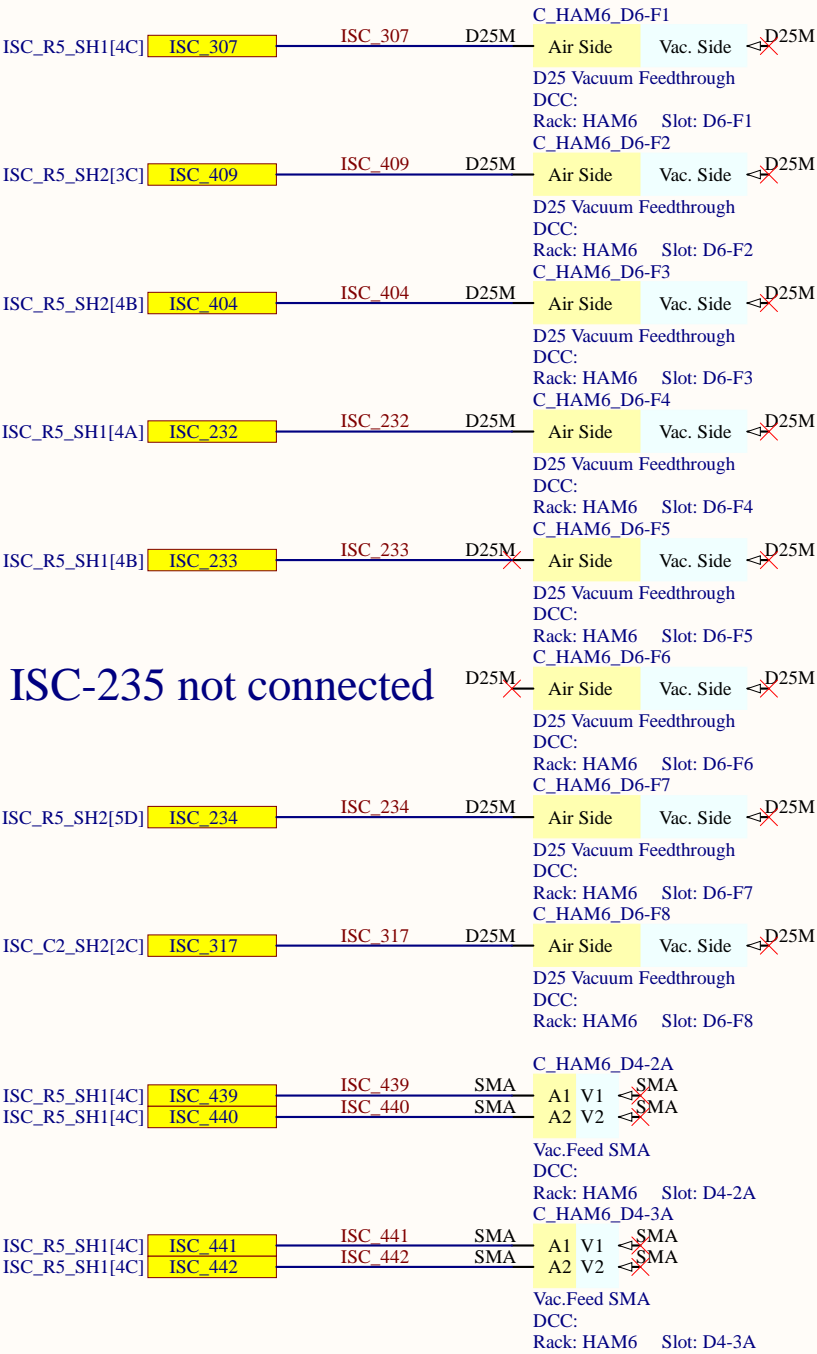 C_HAM6_D6-F1
ISC_R5_SH1[4C] ISC_307 ISC_307 D25M Air Side Vac. Side D25M
D25 Vacuum Feedthrough
DCC:
Rack: HAM6 Slot: D6-F1
C_HAM6_D6-F2
ISC_R5_SH2[3C] ISC_409 ISC_409 D25M Air Side Vac. Side D25M
D25 Vacuum Feedthrough
DCC:
Rack: HAM6 Slot: D6-F2
C_HAM6_D6-F3
ISC_R5_SH2[4B] ISC_404 ISC_404 D25M Air Side Vac. Side D25M
D25 Vacuum Feedthrough
DCC:
Rack: HAM6 Slot: D6-F3
C_HAM6_D6-F4
ISC_R5_SH1[4A] ISC_232 ISC_232 D25M Air Side Vac. Side D25M
D25 Vacuum Feedthrough
DCC:
Rack: HAM6 Slot: D6-F4
C_HAM6_D6-F5
ISC_R5_SH1[4B] ISC_233 ISC_233 D25M Air Side Vac. Side D25M
D25 Vacuum Feedthrough
DCC:
Rack: HAM6 Slot: D6-F5
C_HAM6_D6-F6
ISC-235 not connected D25M Air Side Vac. Side D25M
D25 Vacuum Feedthrough
DCC:
Rack: HAM6 Slot: D6-F6
C_HAM6_D6-F7
ISC_R5_SH2[5D] ISC_234 ISC_234 D25M Air Side Vac. Side D25M
D25 Vacuum Feedthrough
DCC:
Rack: HAM6 Slot: D6-F7
C_HAM6_D6-F8
ISC_C2_SH2[2C] ISC_317 ISC_317 D25M Air Side Vac. Side D25M
D25 Vacuum Feedthrough
DCC:
Rack: HAM6 Slot: D6-F8
C_HAM6_D4-2A
ISC_R5_SH1[4C] ISC_439 ISC_439 SMA A1 V1 SMA
ISC_R5_SH1[4C] ISC_440 ISC_440 SMA A2 V2 SMA
Vac.Feed SMA
DCC:
Rack: HAM6 Slot: D4-2A
C_HAM6_D4-3A
ISC_R5_SH1[4C] ISC_441 ISC_441 SMA A1 V1 SMA
ISC_R5_SH1[4C] ISC_442 ISC_442 SMA A2 V2 SMA
Vac.Feed SMA
DCC:
Rack: HAM6 Slot: D4-3A